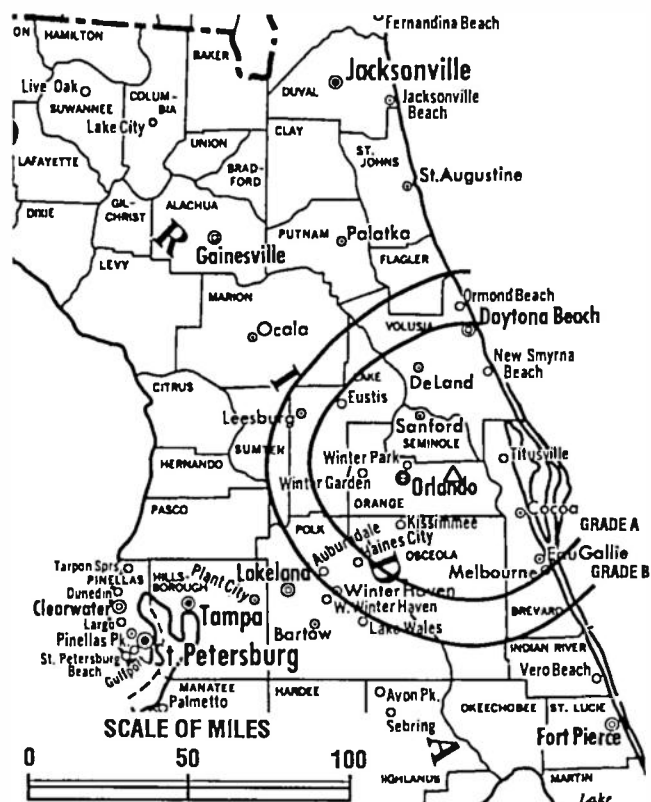 Fernandina Beach
ON
HAMILTON
BAKER
Jacksonville
Live Oak
SUWANNEE
COLUM-
BIA
DUVAL
Jacksonville
Beach
Lake City
UNION
CLAY
LAFAYETTE
BRAD-
FORD
ST.
JOHNS
St. Augustine
DIXIE
GIL-
CHRIST
ALACHUA
R
Gainesville
PUTNAM
Palatka
LEVY
FLAGLER
MARION
Ormond Beach
VOLUSIA
Daytona Beach
Ocala
New Smyrna
Beach
I
CITRUS
LAKE
DeLand
Eustis
Leesburg
Sanford
SEMINOLE
SUMTER
HERNANDO
Winter Park
Titusville
Winter Garden
Orlando
ORANGE
PASCO
Cocoa
POLK
Kissimmee
GRADE A
Auburndale
Haines City
OSCEOLA
Eau Gallie
Tarpon Sprs.
PINELLAS
HILLS-
BOROUGH
Plant City
Lakeland
D
Melbourne
GRADE B
Dunedin
Clearwater
Winter Haven
W. Winter Haven
BREVARD
Largo
Tampa
Bartow
Lake Wales
Pinellas Pk.
St. Petersburg
INDIAN RIVER
St. Petersburg
Beach
Gulfport
Vero Beach
MANATEE
HARDEE
Palmetto
Avon Pk.
OKEECHOBEE
ST. LUCIE
Sebring
SCALE OF MILES
Fort Pierce
A
0 50 100
HIGHLANDS
MARTIN
Lake